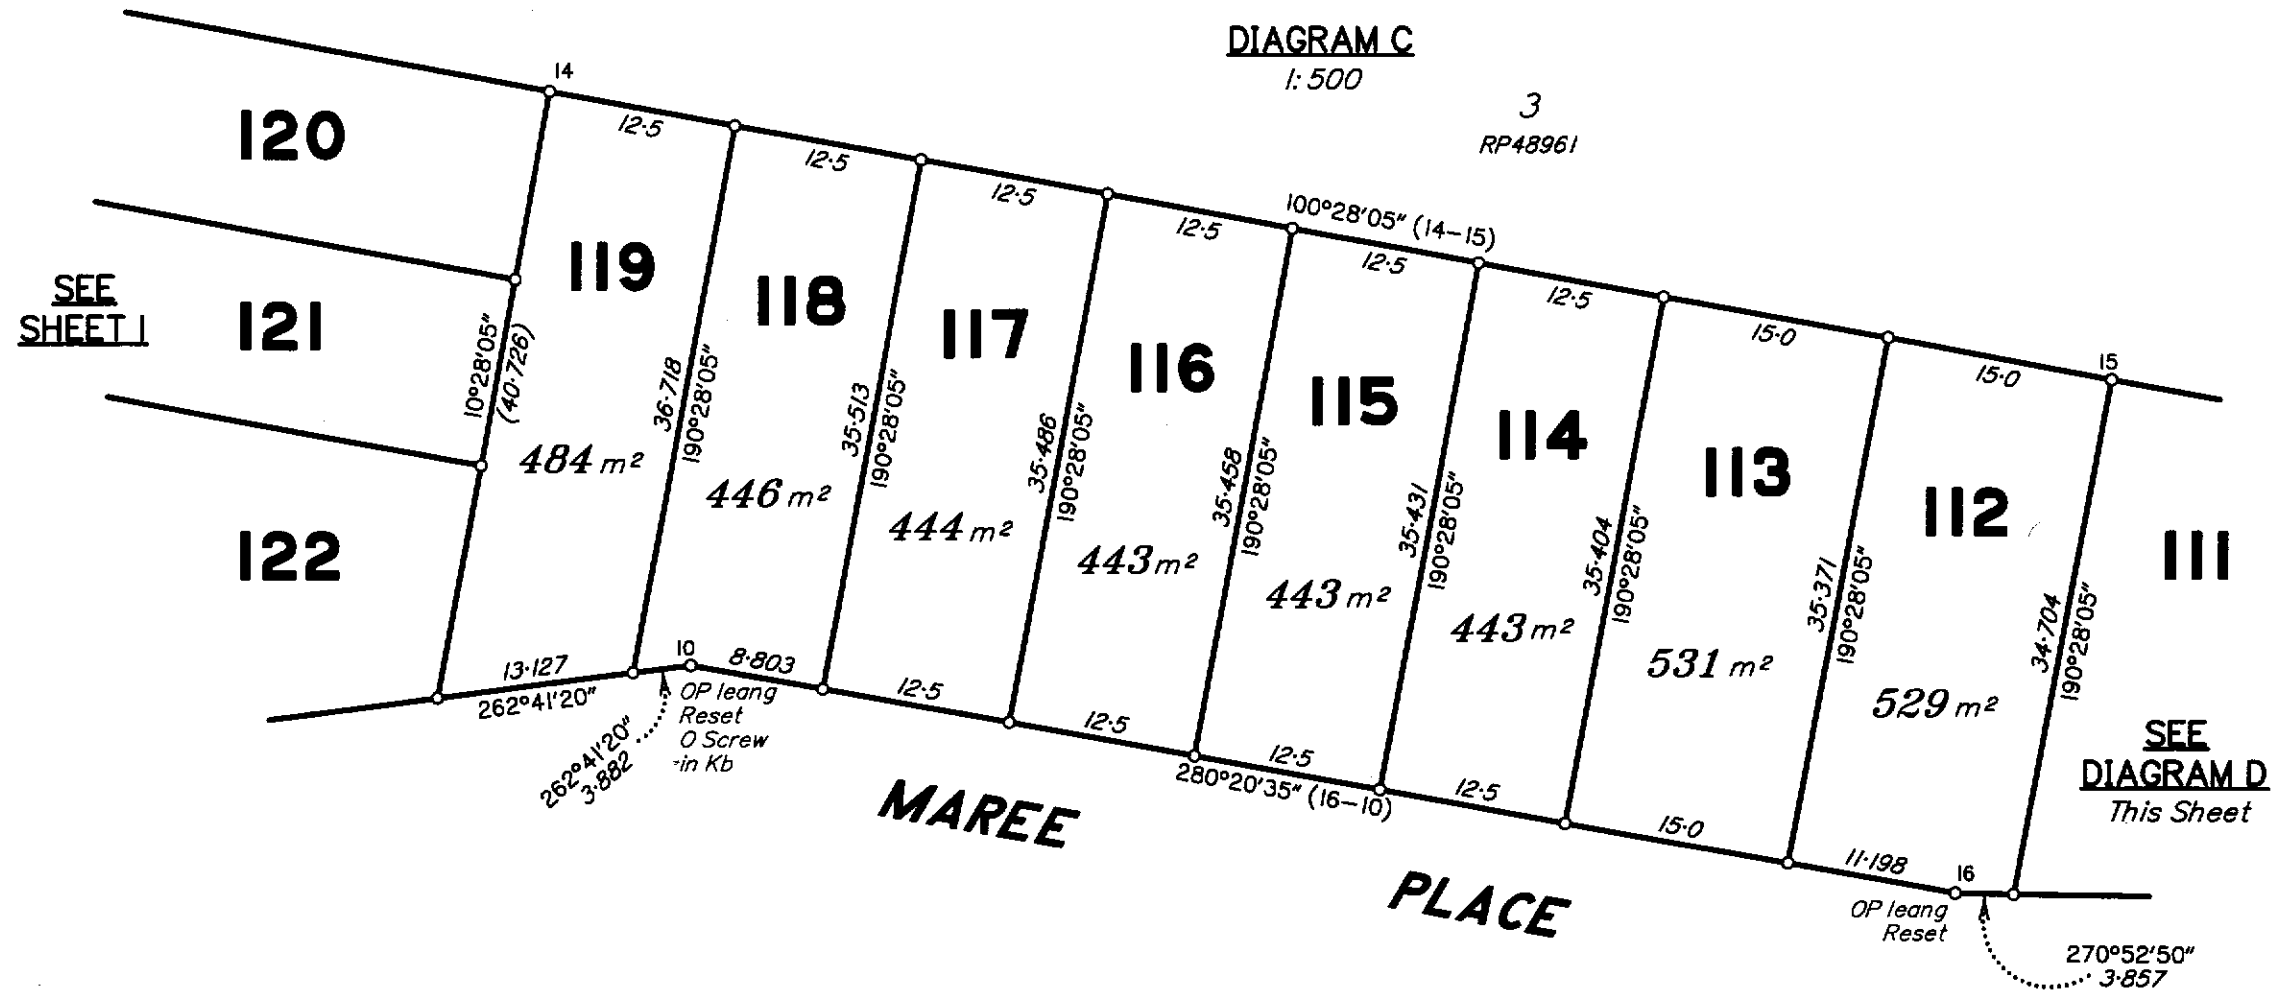 DIAGRAM C
1:500
3
RP48961
14
12·5
12·5
12·5
12·5
100°28'05" (14-15)
12·5
12·5
15·0
15·0
15
120
121
122
SEE
SHEET 1
10°28'05"
(40·726)
119
484 m²
36·718
190°28'05"
118
446 m²
35·513
190°28'05"
117
444 m²
35·486
190°28'05"
116
443 m²
35·458
190°28'05"
115
443 m²
35·431
190°28'05"
114
443 m²
35·404
190°28'05"
113
531 m²
35·371
190°28'05"
112
529 m²
34·704
190°28'05"
111
SEE
DIAGRAM D
This Sheet
13·127
262°41'20"
10
8·803
OP leang
Reset
O Screw
in Kb
262°41'20"
3·882
12·5
12·5
12·5
280°20'35" (16-10)
12·5
15·0
11·198
16
OP leang
Reset
270°52'50"
3·857
MAREE
PLACE